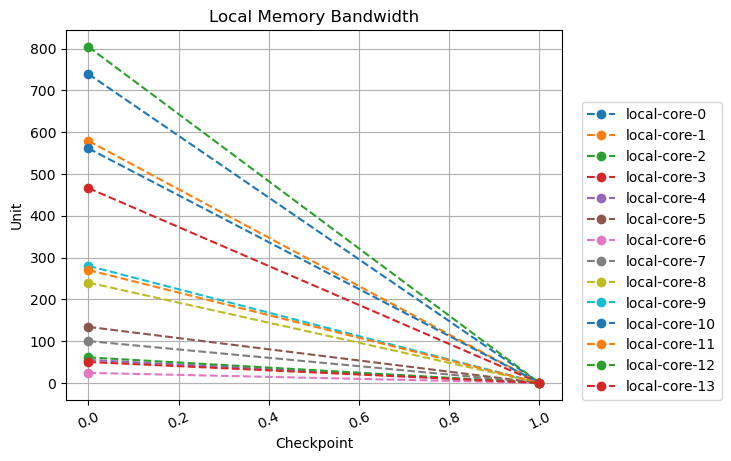 Local Memory Bandwidth
800
700
600
500
400
300
200
100
0
Unit
0.0
0.2
0.4
0.6
0.8
1.0
Checkpoint
local-core-0
local-core-1
local-core-2
local-core-3
local-core-4
local-core-5
local-core-6
local-core-7
local-core-8
local-core-9
local-core-10
local-core-11
local-core-12
local-core-13